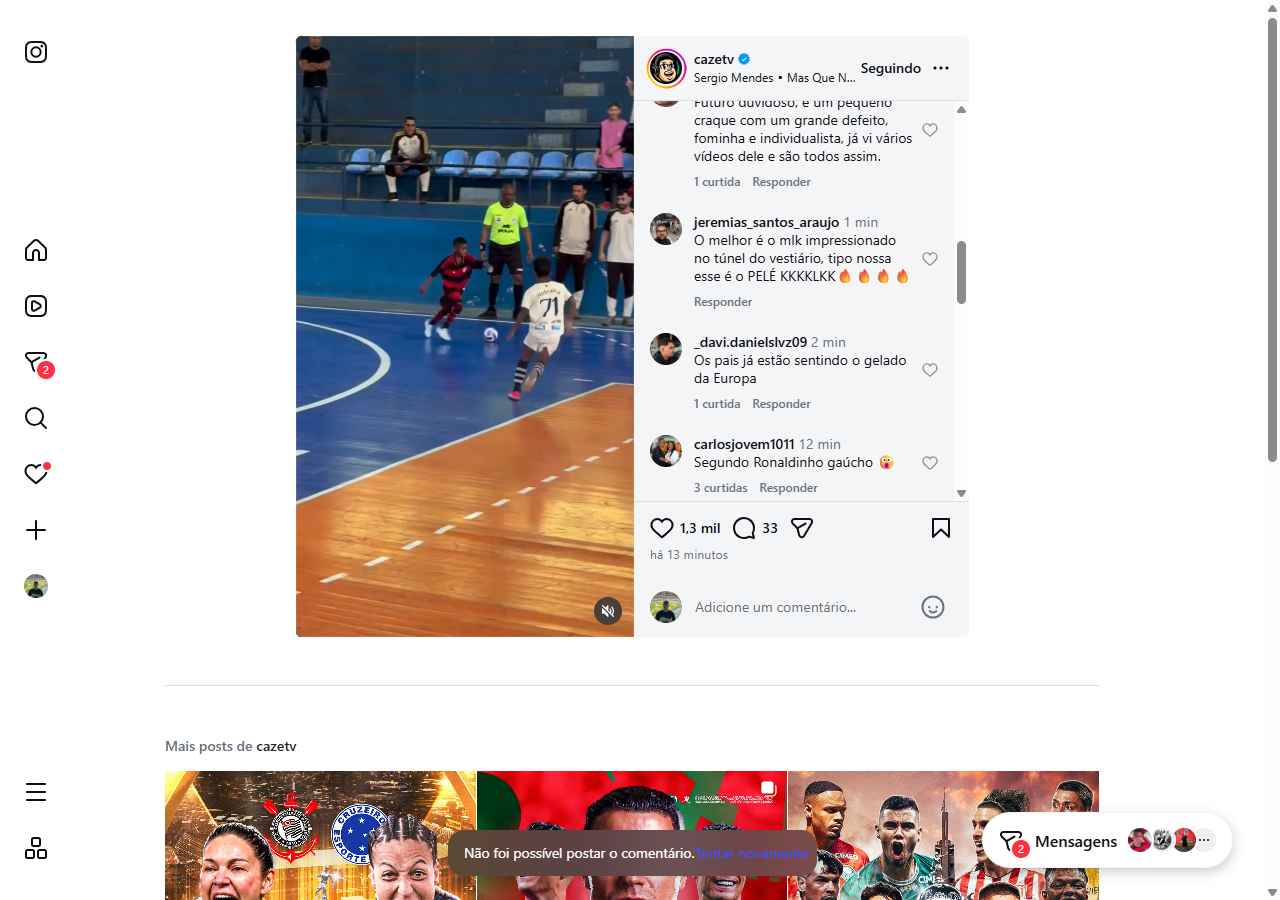 cazetv
Sergio Mendes • Mas Que N...
Seguindo
Futuro duvidoso, é um pequeno
craque com um grande defeito,
fominha e individualista, já vi vários
vídeos dele e são todos assim.
1 curtida Responder
jeremias_santos_araujo 1 min
O melhor é o mlk impressionado
no túnel do vestiário, tipo nossa
esse é o PELÉ KKKKLKK🔥 🔥 🔥 🔥
Responder
_davi.danielslvz09 2 min
Os pais já estão sentindo o gelado
da Europa
1 curtida Responder
carlosjovem1011 12 min
Segundo Ronaldinho gaúcho 😱
3 curtidas Responder
1,3 mil 33
há 13 minutos
Adicione um comentário...
71
2
Mais posts de cazetv
CRUZEIRO
ESPORTE
CIMED
Não foi possível postar o comentário.Tentar novamente
2
Mensagens